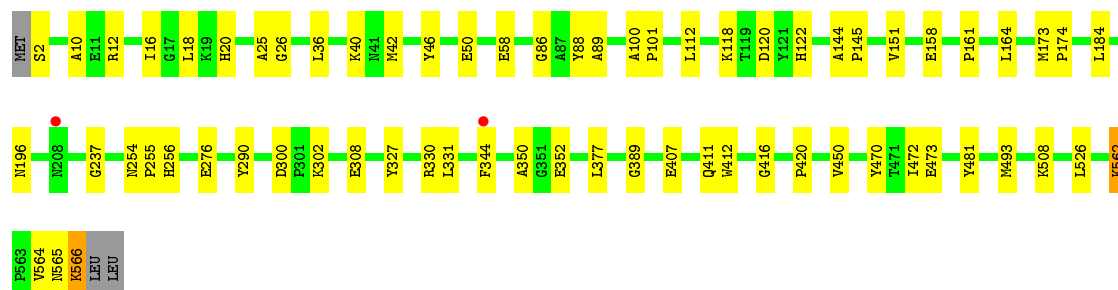 MET S2 A10 E11 R12 I16 G17 L18 K19 H20 A25 G26 L36 K40 N41 M42 Y46 E50 E58 G86 A87 Y88 A89 A100 P101 L112 K118 T119 D120 Y121 H122 A144 P145 V151 E158 P161 L164 M173 P174 L184
N196 N208 G237 N254 P255 H256 E276 Y290 D300 P301 K302 E308 Y327 R330 L331 F344 A350 G351 E352 L377 G389 E407 Q411 W412 G416 P420 V450 Y470 T471 I472 E473 Y481 M493 K508 L526 K562
P563 V564 N565 K566 LEU LEU